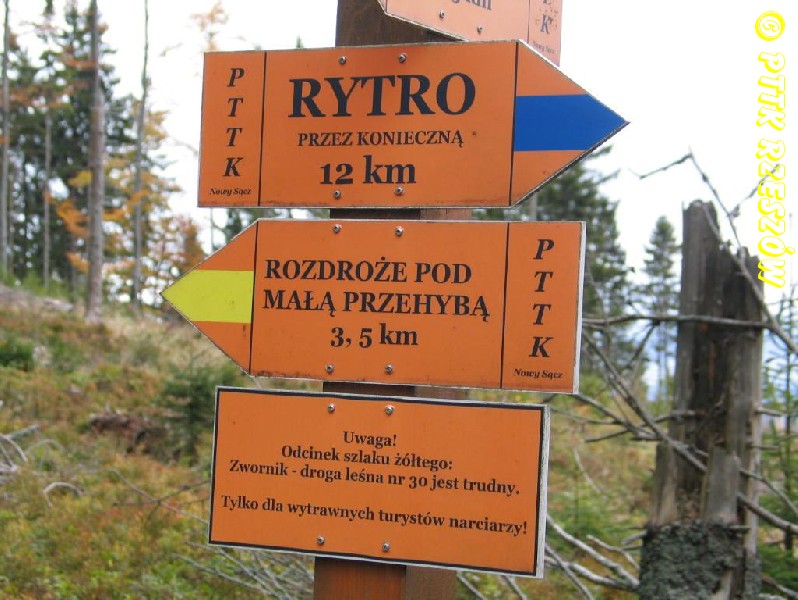 PTTK
Nowy Sącz
RYTRO
PRZEZ KONIECZNĄ
12 km
ROZDROŻE POD
MAŁĄ PRZEHYBĄ
3, 5 km
PTTK
Nowy Sącz
Uwaga!
Odcinek szlaku żółtego:
Zwornik - droga leśna nr 30 jest trudny.
Tylko dla wytrawnych turystów narciarzy!
© PTTK RZESZÓW